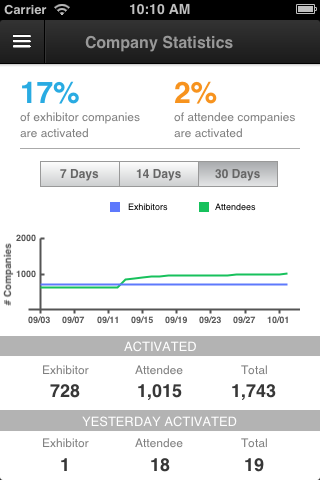 Carrier 10:10 AM
Company Statistics
17% 2%
of exhibitor companies of attendee companies
are activated are activated
7 Days 14 Days 30 Days
Exhibitors Attendees
# Companies
2000
1000
09/03 09/07 09/11 09/15 09/19 09/23 09/27 10/01
ACTIVATED
Exhibitor Attendee Total
728 1,015 1,743
YESTERDAY ACTIVATED
Exhibitor Attendee Total
1 18 19